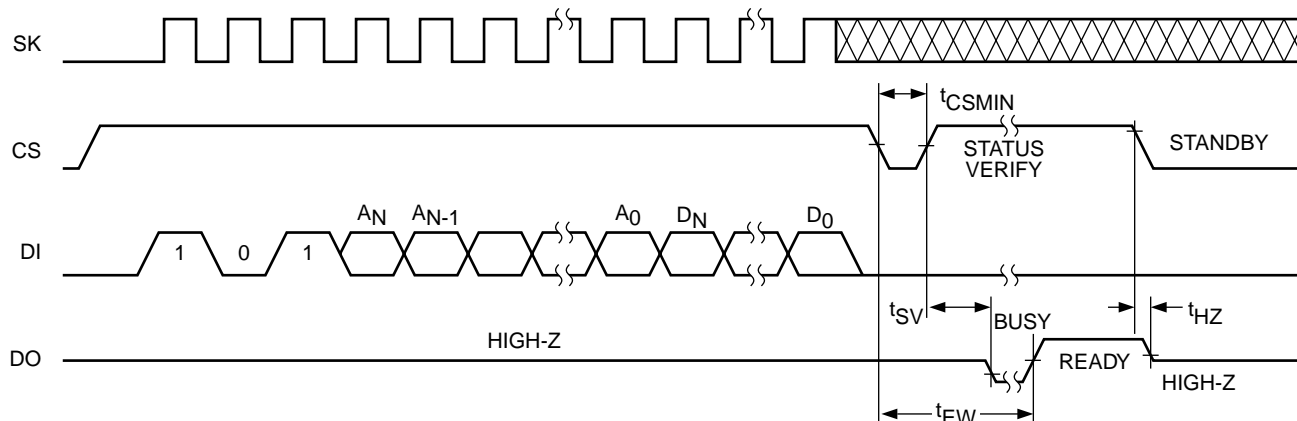 SK
tCSMIN
CS
STATUS
VERIFY
STANDBY
AN
AN-1
A0
DN
D0
DI
1
0
1
tSV
BUSY
tHZ
HIGH-Z
DO
READY
HIGH-Z
tEW